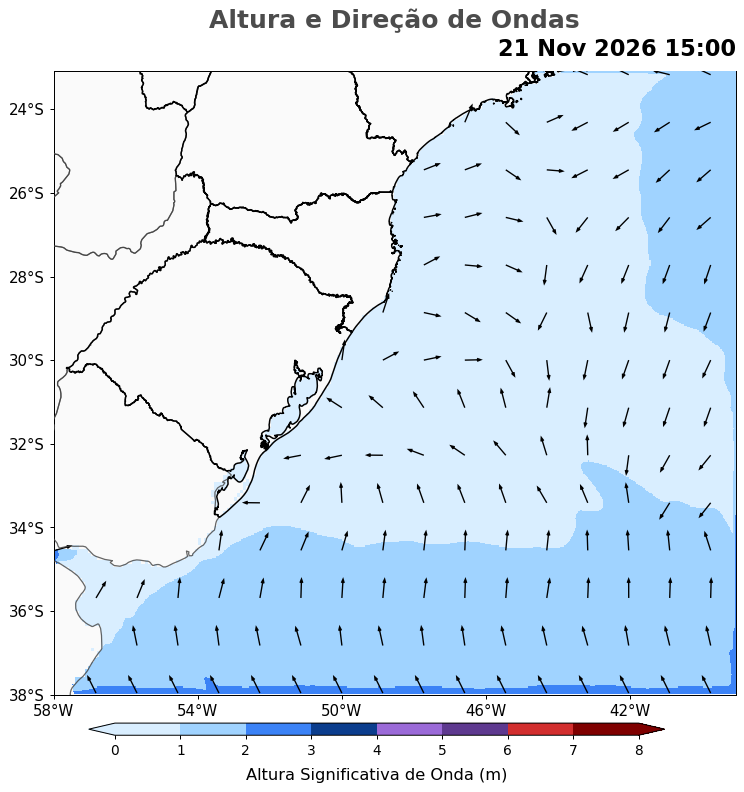 Altura e Direção de Ondas
21 Nov 2026 15:00
24°S
26°S
28°S
30°S
32°S
34°S
36°S
38°S
58°W 54°W 50°W 46°W 42°W
0 1 2 3 4 5 6 7 8
Altura Significativa de Onda (m)